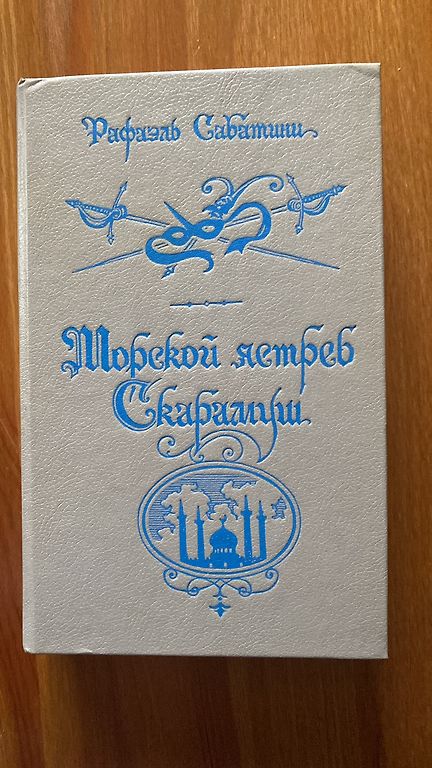 Рафаэль Сабатини
Морской ястреб
Скарамуш